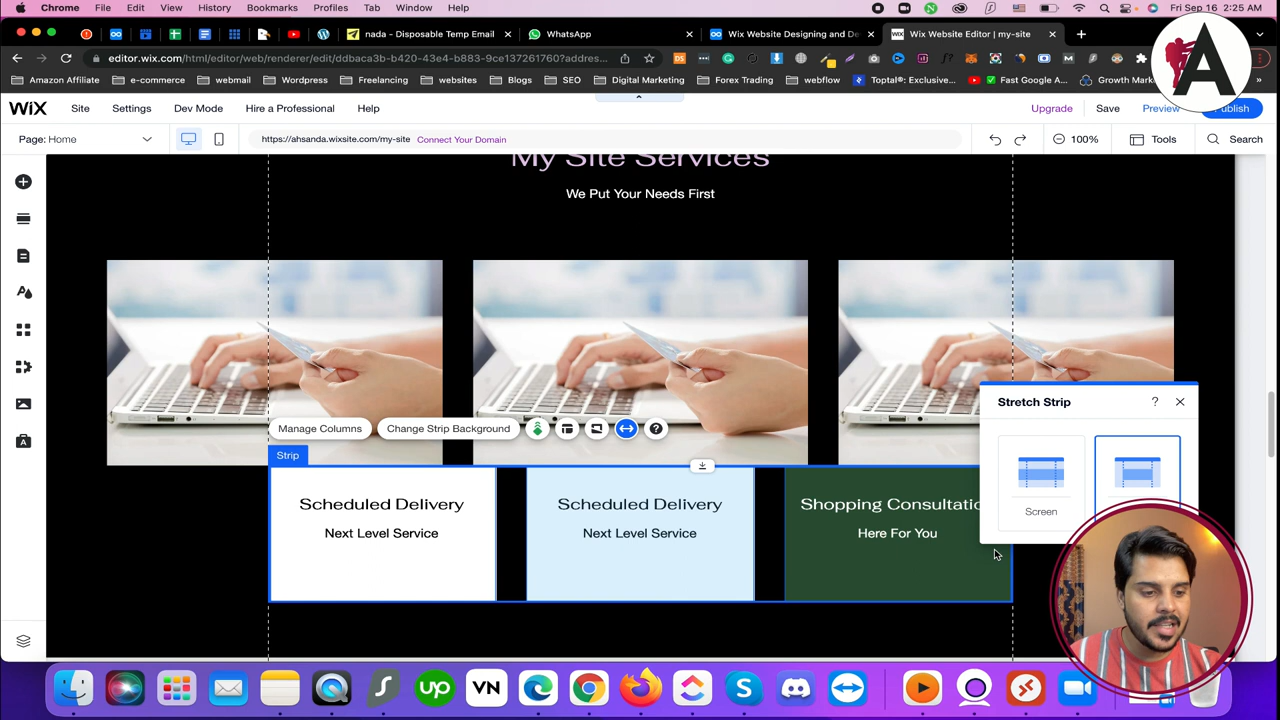 Chrome File Edit View History Bookmarks Profiles Tab Window Help Fri Sep 16 2:25 AM
nada - Disposable Temp Email WhatsApp Wix Website Designing and De Wix Website Editor | my-site
editor.wix.com/html/editor/web/renderer/edit/ddbaca3b-b420-43e4-b883-9ce137261760?addres...
Amazon Affiliate e-commerce webmail Wordpress Freelancing websites Blogs SEO Digital Marketing Forex Trading webflow Toptal®: Exclusive... Fast Google A... Growth Mark
WiX Site Settings Dev Mode Hire a Professional Help Upgrade Save Preview Publish
A
Page: Home https://ahsanda.wixsite.com/my-site Connect Your Domain 100% Tools Search
My Site Services
We Put Your Needs First
Stretch Strip ?
Manage Columns Change Strip Background ?
Strip
Scheduled Delivery Scheduled Delivery Shopping Consultatio
Screen
Next Level Service Next Level Service Here For You
up VN